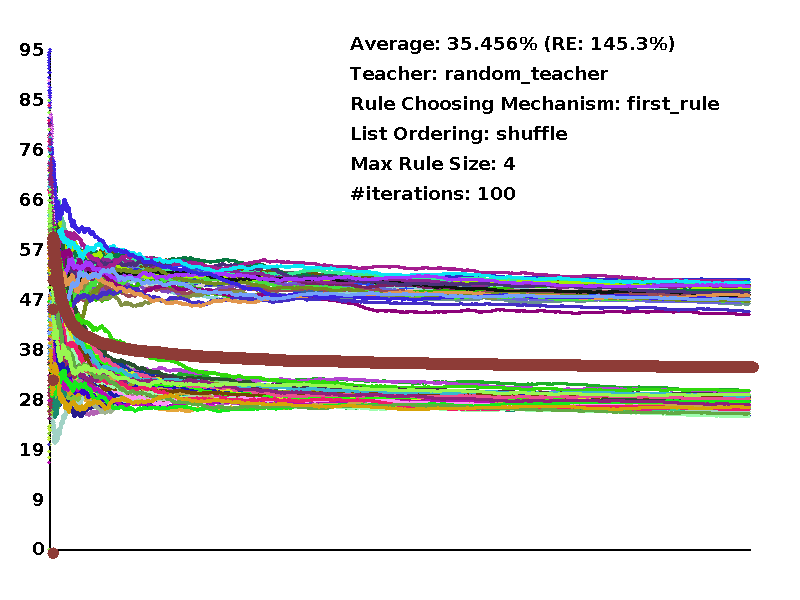 Average: 35.456% (RE: 145.3%)
Teacher: random_teacher
Rule Choosing Mechanism: first_rule
List Ordering: shuffle
Max Rule Size: 4
#iterations: 100
95
85
76
66
57
47
38
28
19
9
0